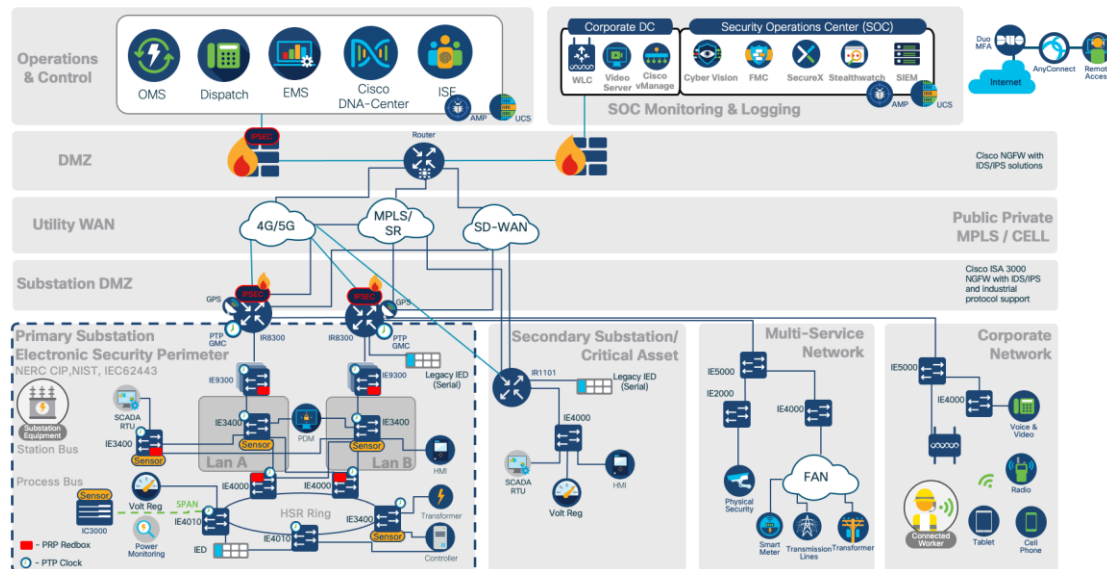 Operations
& Control
OMS
Dispatch
EMS
Cisco
DNA-Center
ISE
AMP
UCS
Corporate DC
Security Operations Center (SOC)
WLC
Video
Server
Cisco
vManage
Cyber Vision
FMC
SecureX
Stealthwatch
SIEM
SOC Monitoring & Logging
AMP
UCS
Duo
MFA
DUO
Internet
AnyConnect
Remote
Access
DMZ
IPSEC
Router
Cisco NGFW with
IDS/IPS solutions
Utility WAN
4G/5G
MPLS/
SR
SD-WAN
Public Private
MPLS / CELL
Substation DMZ
GPS
IPSEC
IPSEC
GPS
PTP
GMC
IR8300
IR8300
PTP
GMC
Cisco ISA 3000
NGFW with IDS/IPS
and industrial
protocol support
Primary Substation
Electronic Security Perimeter
NERC CIP,NIST, IEC62443
IE9300
IE9300
Legacy IED
(Serial)
Substation
Equipment
Station Bus
SCADA
RTU
IE3400
Sensor
IE3400
Sensor
Lan A
PDM
IE3400
Sensor
Lan B
HMI
Process Bus
Sensor
IC3000
SPAN
Volt Reg
Power
Monitoring
IE4000
IE4000
IE4010
HSR Ring
IE4010
IED
IE3400
Sensor
Transformer
Controller
- PRP Redbox
- PTP Clock
Secondary Substation/
Critical Asset
IR1101
Legacy IED
(Serial)
IE4000
SCADA
RTU
Volt Reg
HMI
Multi-Service
Network
IE5000
IE2000
IE4000
Physical
Security
FAN
Smart
Meter
Transmission
Lines
Transformer
Corporate
Network
IE5000
IE4000
Voice &
Video
Radio
Connected
Worker
Tablet
Cell
Phone